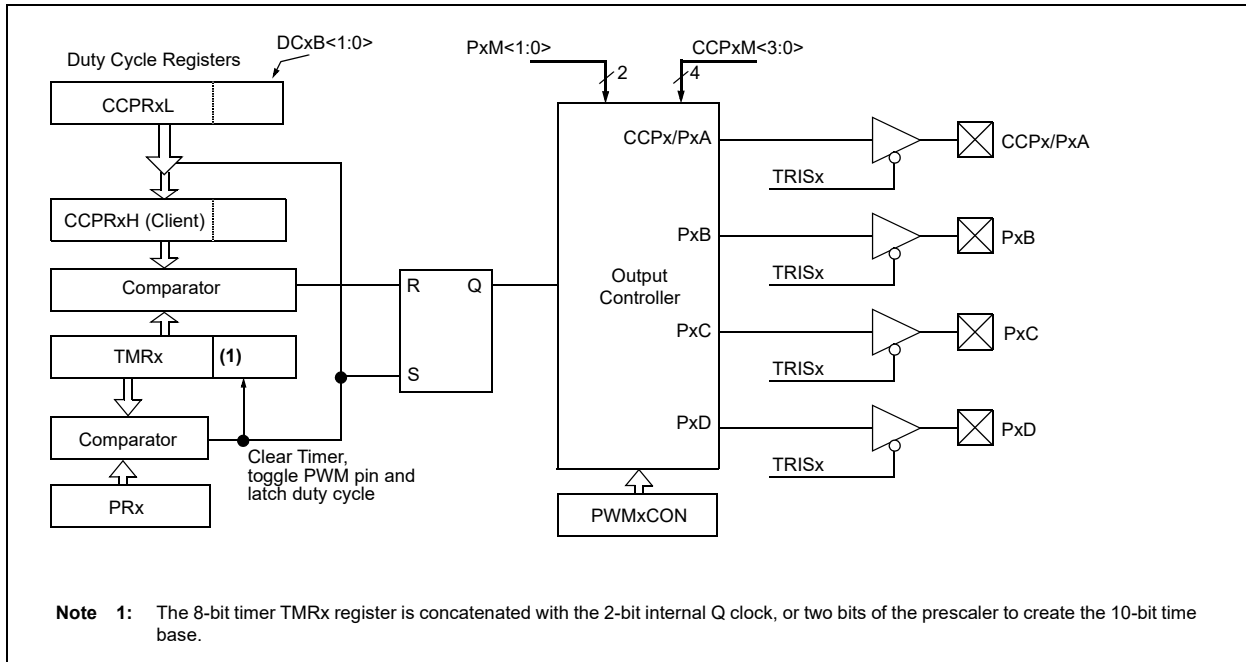 DCxB<1:0>
Duty Cycle Registers
CCPRxL
CCPRxH (Client)
Comparator
TMRx
(1)
Comparator
PRx
Clear Timer,
toggle PWM pin and
latch duty cycle
R
Q
S
PxM<1:0>
2
CCPxM<3:0>
4
Output
Controller
CCPx/PxA
PxB
PxC
PxD
PWMxCON
TRISx
CCPx/PxA
TRISx
PxB
TRISx
PxC
TRISx
PxD
Note 1: The 8-bit timer TMRx register is concatenated with the 2-bit internal Q clock, or two bits of the prescaler to create the 10-bit time
base.